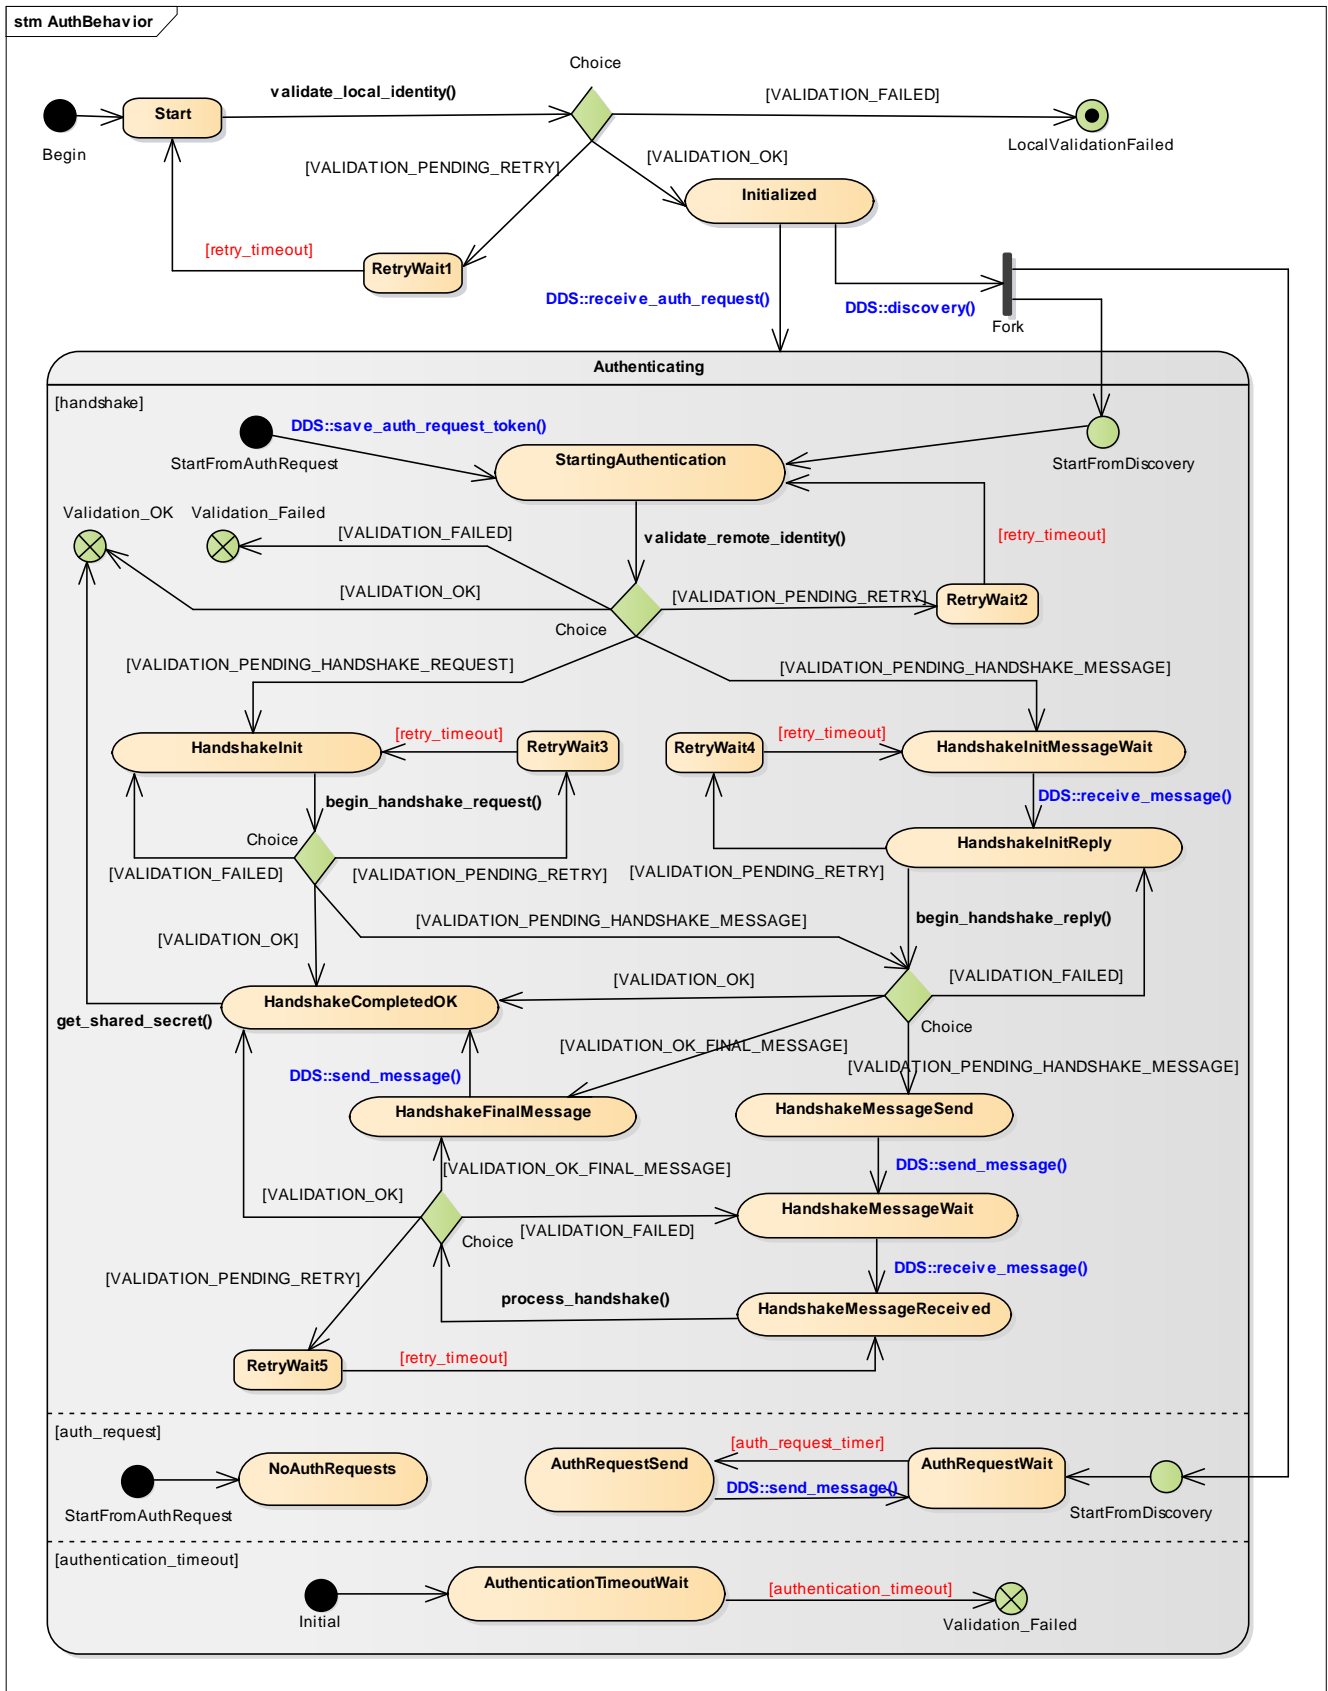 stm AuthBehavior
Choice
validate_local_identity()
[VALIDATION_FAILED]
Start
Begin
LocalValidationFailed
[VALIDATION_PENDING_RETRY]
[VALIDATION_OK]
Initialized
[retry_timeout]
RetryWait1
DDS::receive_auth_request()
DDS::discovery()
Fork
Authenticating
[handshake]
DDS::save_auth_request_token()
StartFromAuthRequest
StartingAuthentication
StartFromDiscovery
Validation_OK
Validation_Failed
[VALIDATION_FAILED]
validate_remote_identity()
[retry_timeout]
[VALIDATION_OK]
[VALIDATION_PENDING_RETRY]
RetryWait2
Choice
[VALIDATION_PENDING_HANDSHAKE_REQUEST]
[VALIDATION_PENDING_HANDSHAKE_MESSAGE]
HandshakeInit
[retry_timeout]
RetryWait3
RetryWait4
[retry_timeout]
HandshakeInitMessageWait
begin_handshake_request()
DDS::receive_message()
Choice
HandshakeInitReply
[VALIDATION_FAILED]
[VALIDATION_PENDING_RETRY]
[VALIDATION_PENDING_RETRY]
[VALIDATION_PENDING_HANDSHAKE_MESSAGE]
begin_handshake_reply()
[VALIDATION_OK]
[VALIDATION_OK]
[VALIDATION_FAILED]
HandshakeCompletedOK
get_shared_secret()
Choice
[VALIDATION_OK_FINAL_MESSAGE]
[VALIDATION_PENDING_HANDSHAKE_MESSAGE]
DDS::send_message()
HandshakeFinalMessage
HandshakeMessageSend
[VALIDATION_OK_FINAL_MESSAGE]
DDS::send_message()
[VALIDATION_OK]
HandshakeMessageWait
[VALIDATION_FAILED]
Choice
[VALIDATION_PENDING_RETRY]
DDS::receive_message()
process_handshake()
HandshakeMessageReceived
RetryWait5
[retry_timeout]
[auth_request]
[auth_request_timer]
NoAuthRequests
AuthRequestSend
AuthRequestWait
DDS::send_message()
StartFromAuthRequest
StartFromDiscovery
[authentication_timeout]
AuthenticationTimeoutWait
[authentication_timeout]
Initial
Validation_Failed